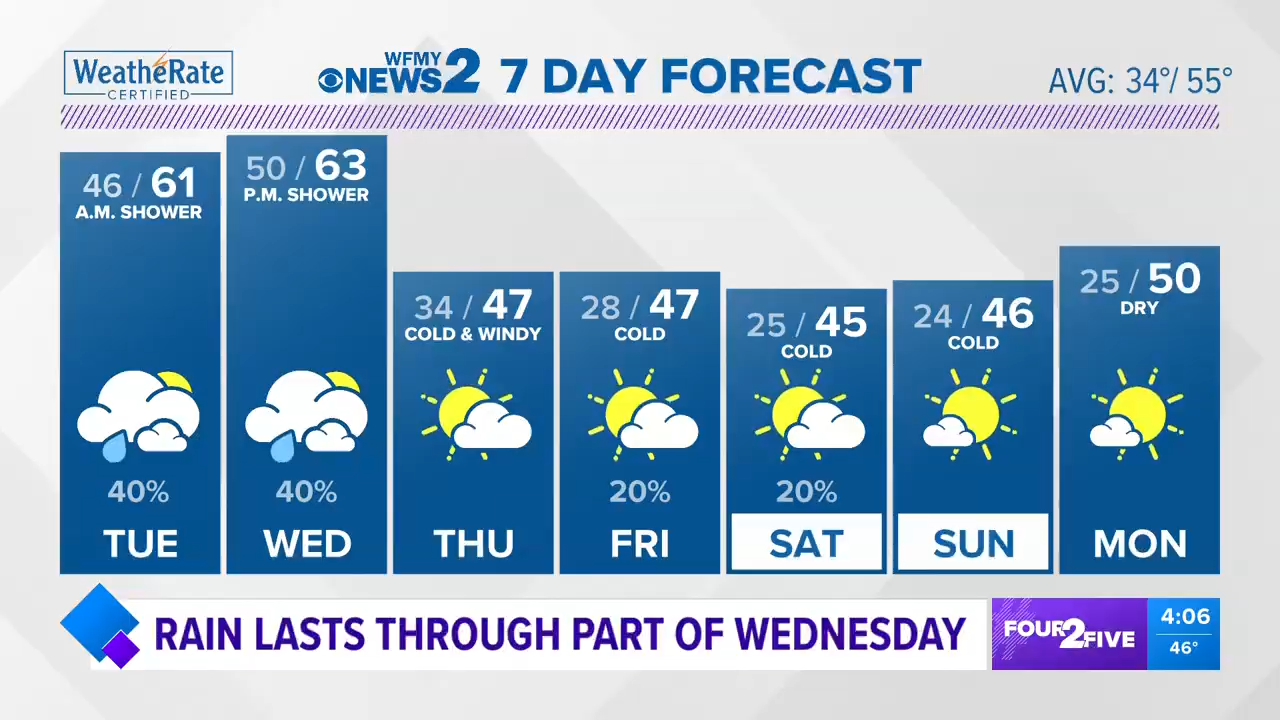 WeatheRate
CERTIFIED
WFMY
NEWS 2
7 DAY FORECAST
AVG: 34°/ 55°
46 / 61
A.M. SHOWER
40%
TUE
50 / 63
P.M. SHOWER
40%
WED
34 / 47
COLD & WINDY
THU
28 / 47
COLD
20%
FRI
25 / 45
COLD
20%
SAT
24 / 46
COLD
SUN
25 / 50
DRY
MON
RAIN LASTS THROUGH PART OF WEDNESDAY
FOUR2FIVE
4:06
46°